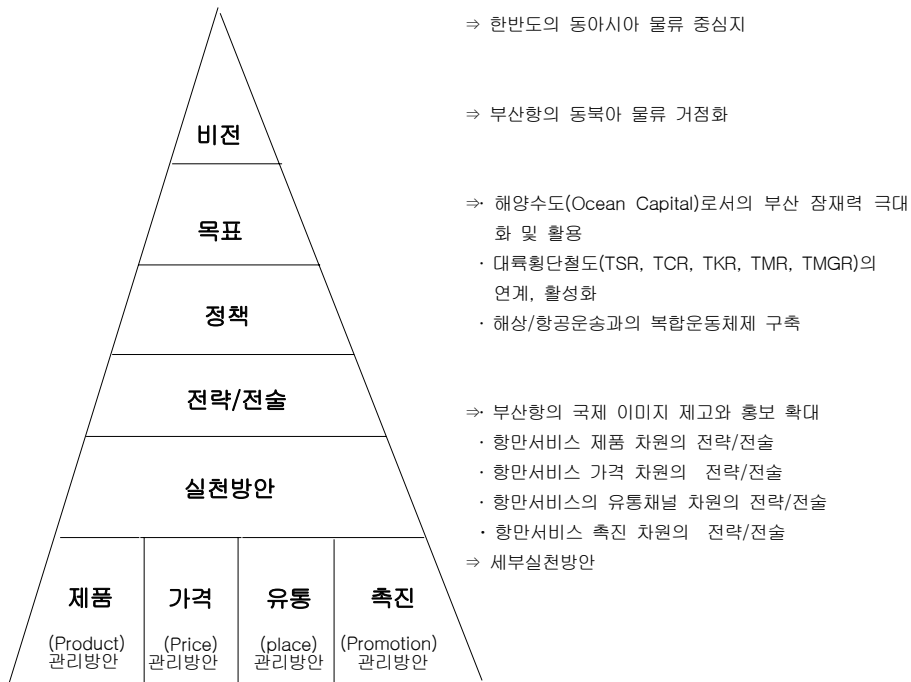 ⇒ 한반도의 동아시아 물류 중심지
⇒ 부산항의 동북아 물류 거점화
비전
⇒· 해양수도(Ocean Capital)로서의 부산 잠재력 극대
화 및 활용
목표
· 대륙횡단철도(TSR, TCR, TKR, TMR, TMGR)의
연계, 활성화
정책
· 해상/항공운송과의 복합운동체제 구축
전략/전술
⇒· 부산항의 국제 이미지 제고와 홍보 확대
· 항만서비스 제품 차원의 전략/전술
· 항만서비스 가격 차원의 전략/전술
실천방안
· 항만서비스의 유통채널 차원의 전략/전술
· 항만서비스 촉진 차원의 전략/전술
⇒ 세부실천방안
제품 가격 유통 촉진
(Product) (Price) (place) (Promotion)
관리방안 관리방안 관리방안 관리방안